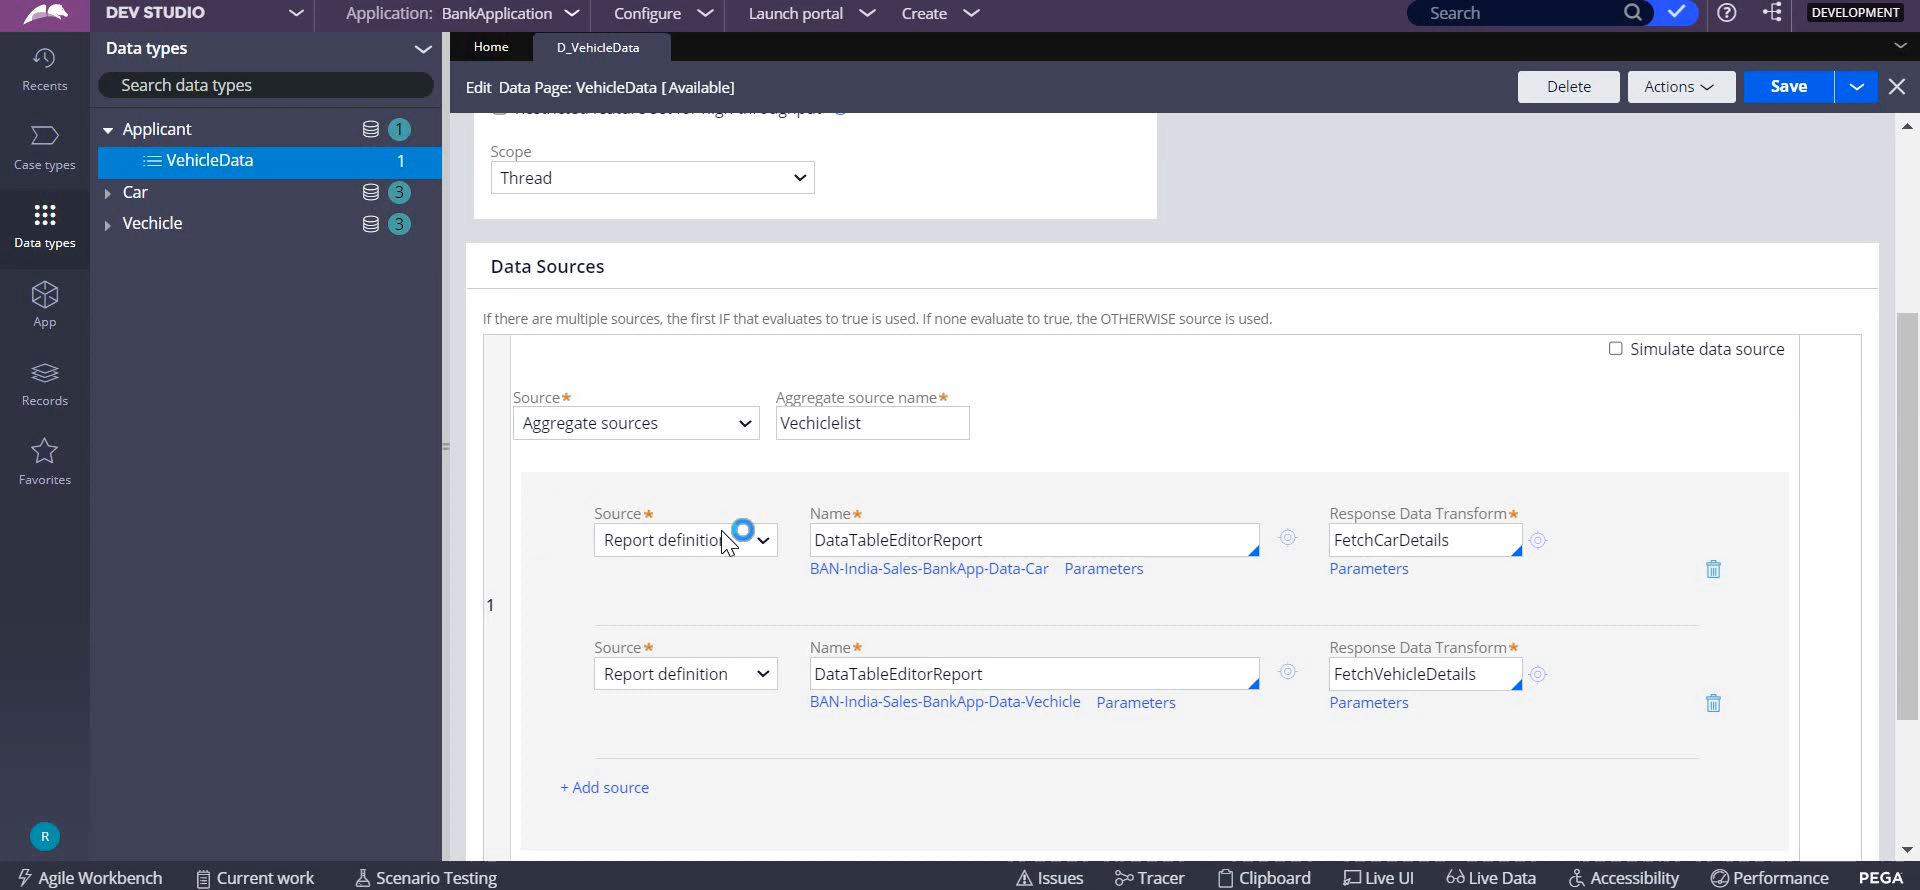 DEV STUDIO
Application: BankApplication
Configure
Launch portal
Create
Search
DEVELOPMENT
Recents
Case types
Data types
App
Records
Favorites
R
Data types
Search data types
Applicant 1
VehicleData 1
Car 3
Vechicle 3
Home
D_VehicleData
Edit Data Page: VehicleData [Available]
Delete
Actions
Save
Scope
Thread
Data Sources
If there are multiple sources, the first IF that evaluates to true is used. If none evaluate to true, the OTHERWISE source is used.
Simulate data source
Source* Aggregate source name*
Aggregate sources Vechiclelist
1
Source* Name* Response Data Transform*
Report definition DataTableEditorReport FetchCarDetails
BAN-India-Sales-BankApp-Data-Car Parameters Parameters
Source* Name* Response Data Transform*
Report definition DataTableEditorReport FetchVehicleDetails
BAN-India-Sales-BankApp-Data-Vechicle Parameters Parameters
+ Add source
Agile Workbench
Current work
Scenario Testing
Issues
Tracer
Clipboard
Live UI
Live Data
Accessibility
Performance
PEGA